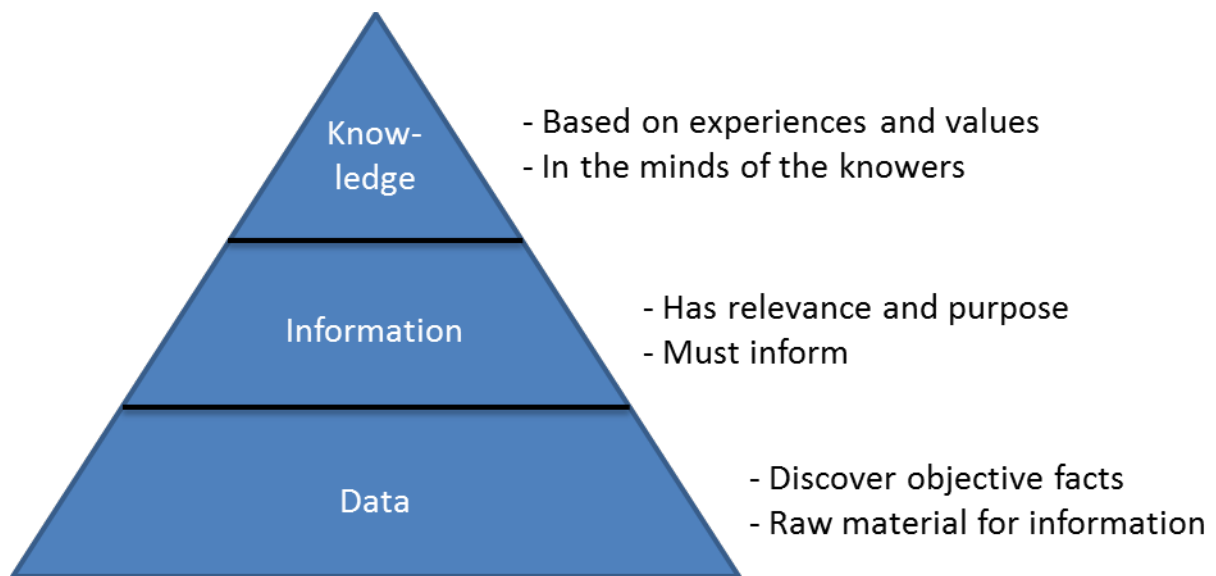 Know-
ledge
- Based on experiences and values
- In the minds of the knowers
Information
- Has relevance and purpose
- Must inform
Data
- Discover objective facts
- Raw material for information